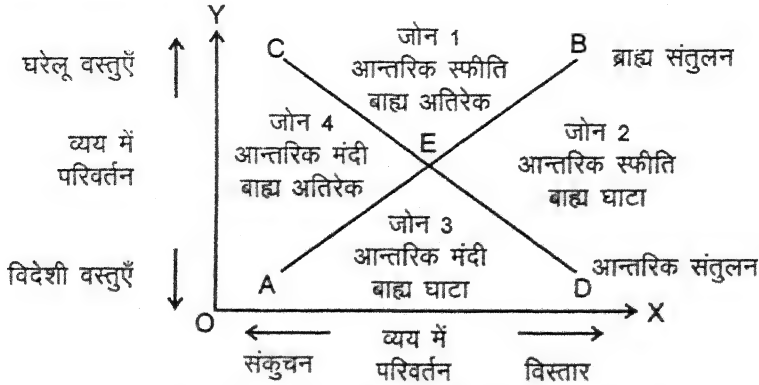 Y
C
जोन 1
आन्तरिक स्फीति
बाह्य अतिरेक
B
ब्राह्य संतुलन
घरेलू वस्तुएँ
व्यय में
परिवर्तन
विदेशी वस्तुएँ
जोन 4
आन्तरिक मंदी
बाह्य अतिरेक
E
जोन 2
आन्तरिक स्फीति
बाह्य घाटा
जोन 3
आन्तरिक मंदी
बाह्य घाटा
A
D
आन्तरिक संतुलन
O
X
संकुचन
व्यय में
परिवर्तन
विस्तार